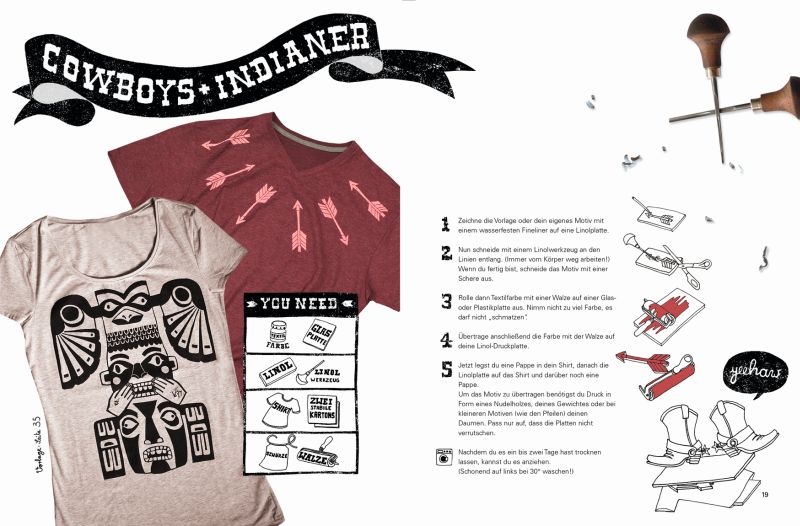 COWBOYS + INDIANER
YOU NEED
TEXTIL
FARBE
GLAS
PLATTE
LINOL
LINOL
WERKZEUG
SHIRT
ZWEI
STABILE
KARTONS
SCHÜRZE
WALZE
Vorlage: Seite 35
1 Zeichne die Vorlage oder dein eigenes Motiv mit
einem wasserfesten Fineliner auf eine Linolplatte.
2 Nun schneide mit einem Linolwerkzeug an den
Linien entlang. (Immer vom Körper weg arbeiten!)
Wenn du fertig bist, schneide das Motiv mit einer
Schere aus.
3 Rolle dann Textilfarbe mit einer Walze auf einer Glas-
oder Plastikplatte aus. Nimm nicht zu viel Farbe, es
darf nicht „schmatzen“.
4 Übertrage anschließend die Farbe mit der Walze auf
deine Linol-Druckplatte.
5 Jetzt legst du eine Pappe in dein Shirt, danach die
Linolplatte auf das Shirt und darüber noch eine
Pappe.
Um das Motiv zu übertragen benötigst du Druck in
Form eines Nudelholzes, deines Gewichtes oder bei
kleineren Motiven (wie den Pfeilen) deinen
Daumen. Pass nur auf, dass die Platten nicht
verrutschen.
Nachdem du es ein bis zwei Tage hast trocknen
lassen, kannst du es anziehen.
(Schonend auf links bei 30° waschen!)
yeehaw
19